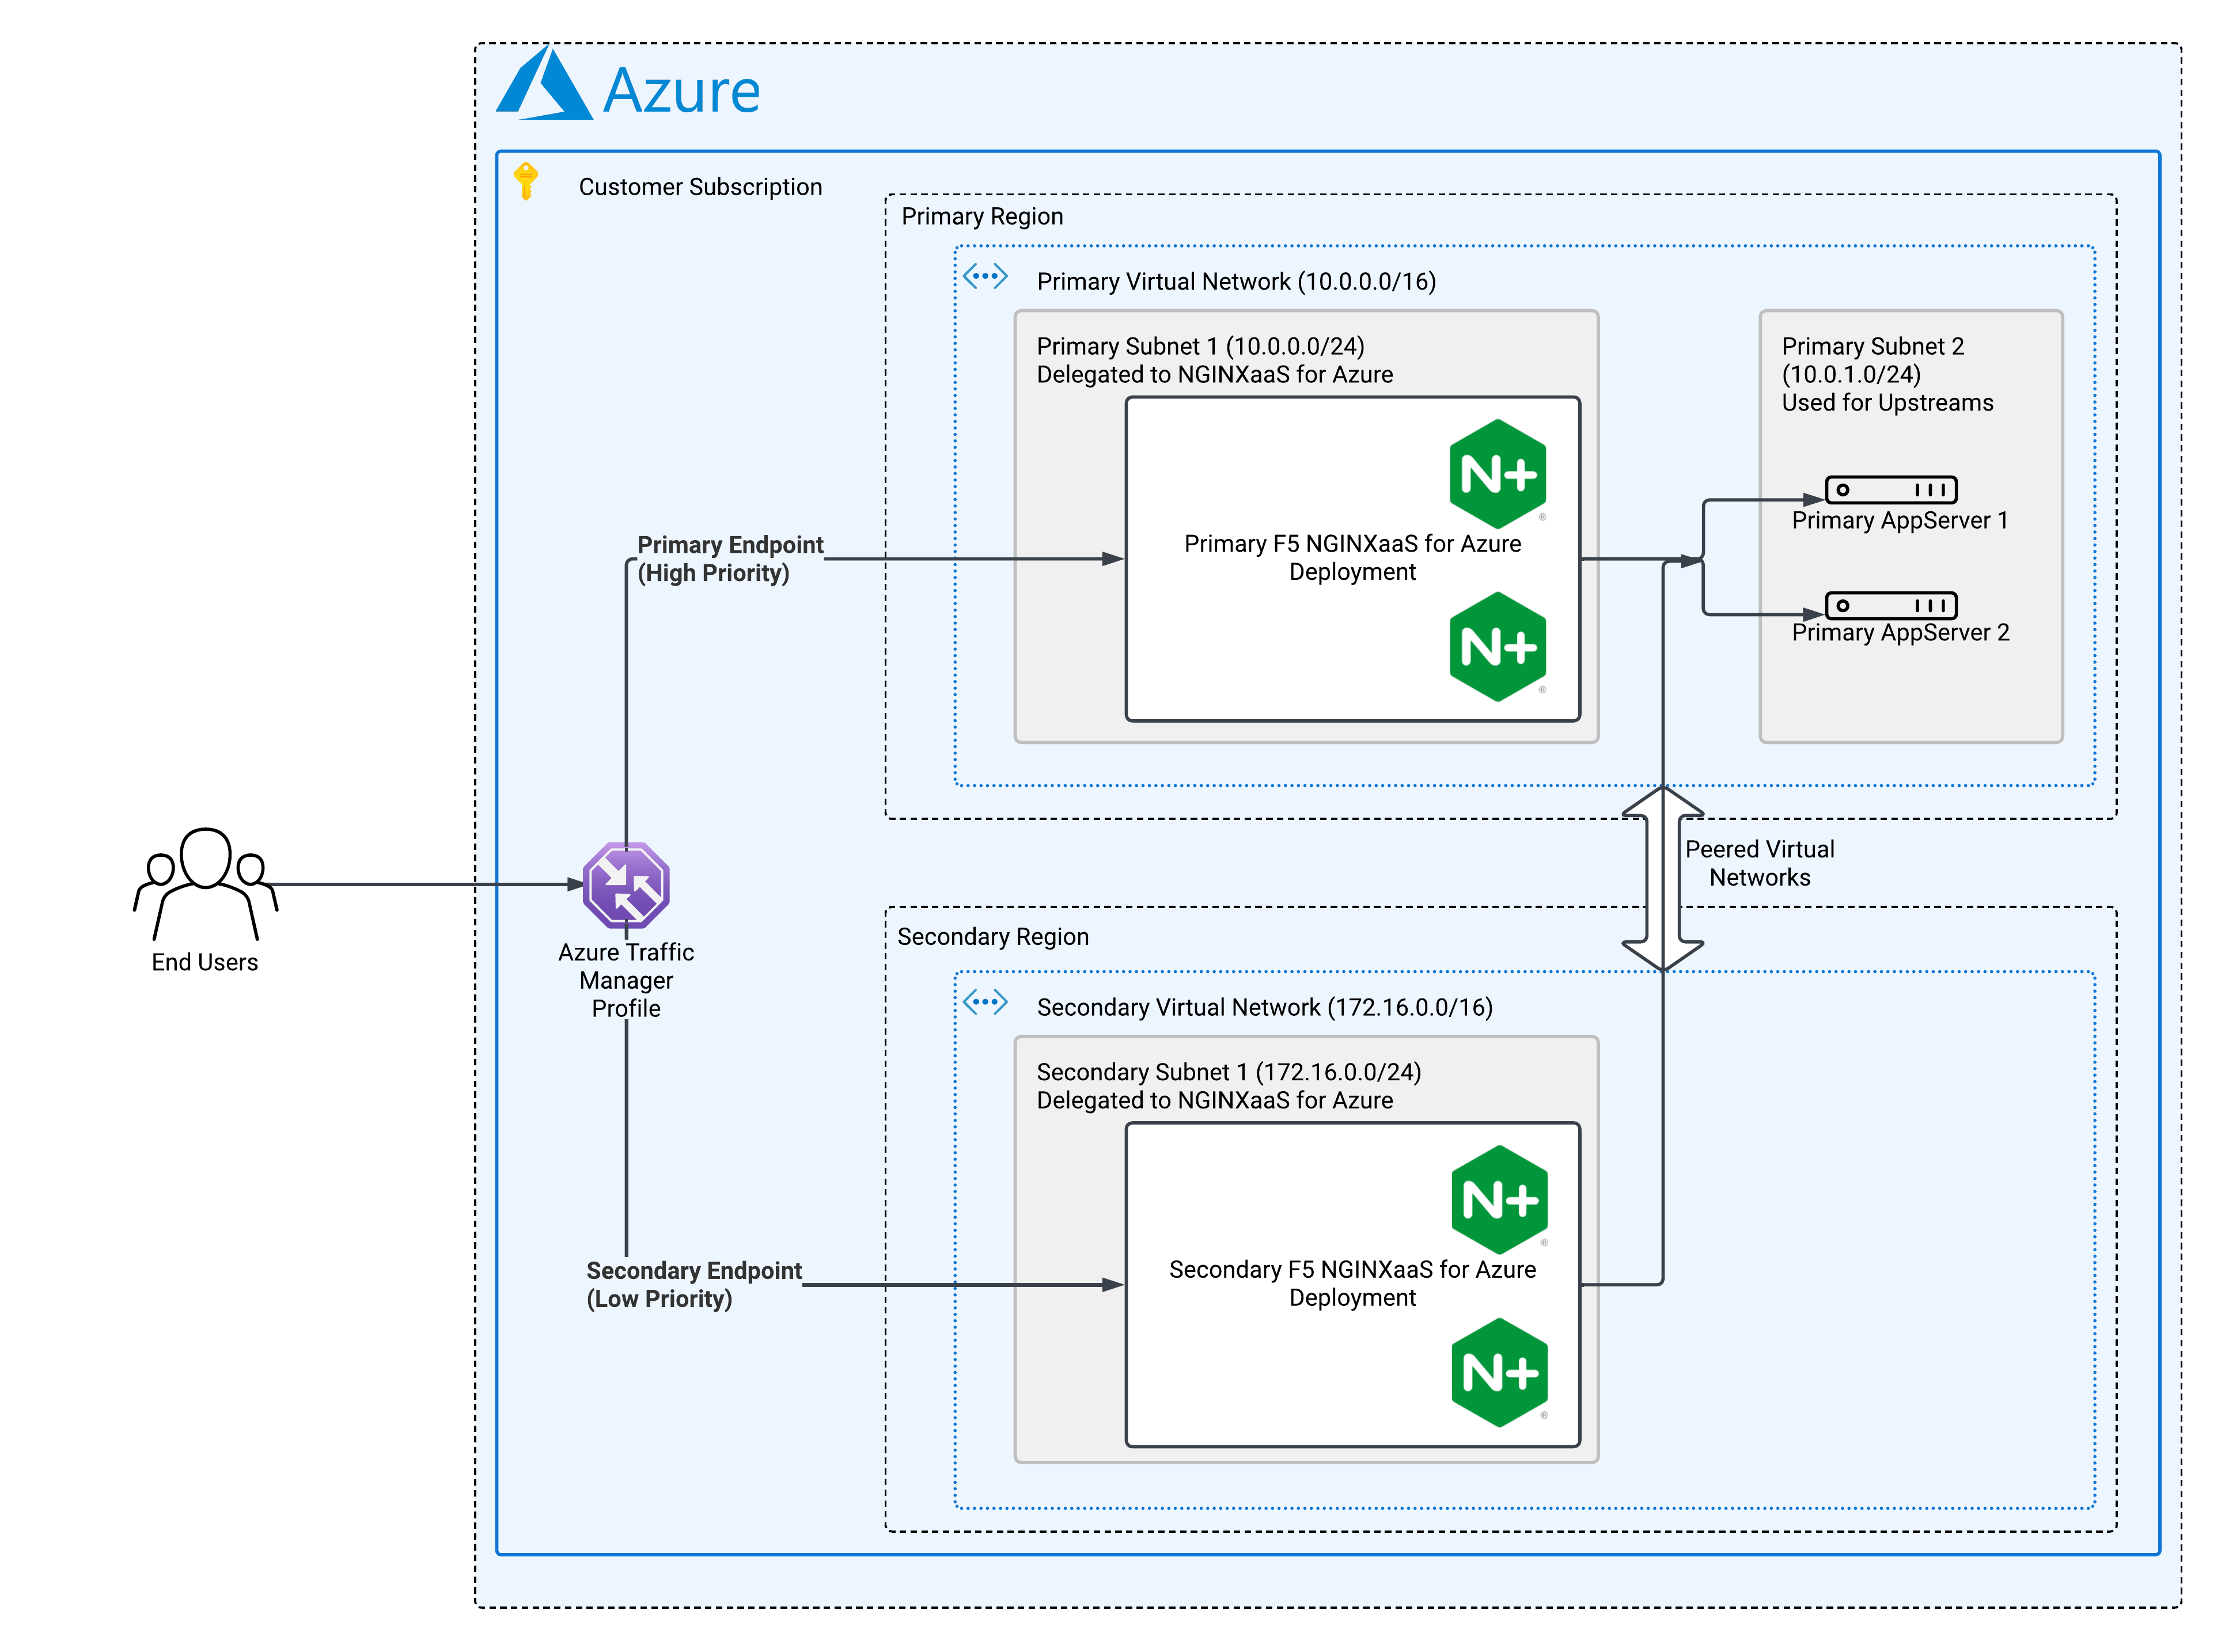 Azure
Customer Subscription
Primary Region
Primary Virtual Network (10.0.0.0/16)
Primary Subnet 1 (10.0.0.0/24)
Delegated to NGINXaaS for Azure
N+
®
Primary F5 NGINXaaS for Azure
Deployment
N+
®
Primary Subnet 2
(10.0.1.0/24)
Used for Upstreams
Primary AppServer 1
Primary AppServer 2
Primary Endpoint
(High Priority)
Peered Virtual
Networks
End Users
Azure Traffic
Manager
Profile
Secondary Region
Secondary Virtual Network (172.16.0.0/16)
Secondary Subnet 1 (172.16.0.0/24)
Delegated to NGINXaaS for Azure
N+
®
Secondary F5 NGINXaaS for Azure
Deployment
N+
®
Secondary Endpoint
(Low Priority)